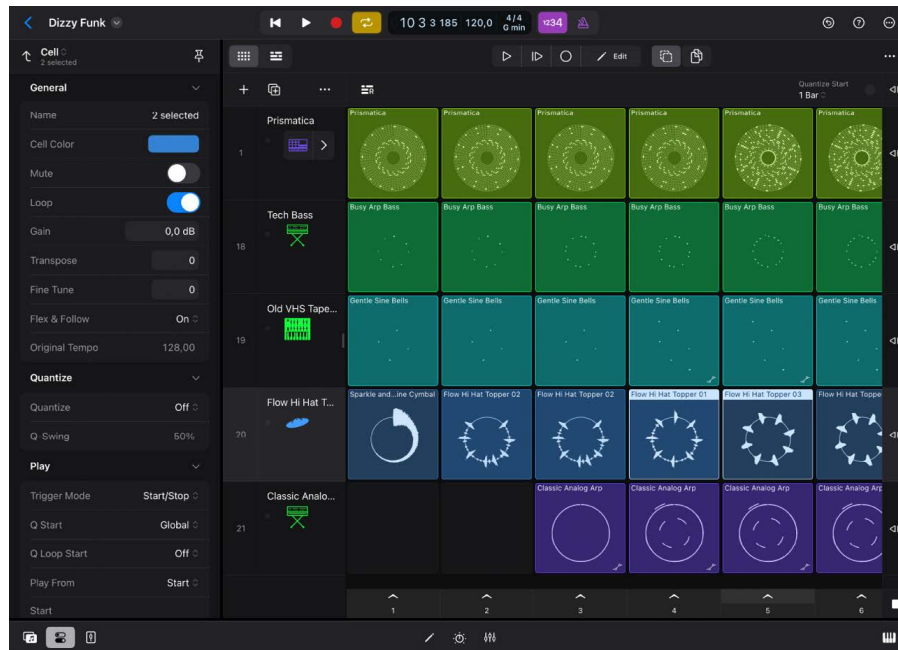 Dizzy Funk
10 3 3 185 120,0 4/4
G min
1234
Cell
2 selected
Edit
General
Name 2 selected
Cell Color
Mute
Loop
Gain 0,0 dB
Transpose 0
Fine Tune 0
Flex & Follow On
Original Tempo 128,00
Quantize
Quantize Off
Q-Swing 50%
Play
Trigger Mode Start/Stop
Q Start Global
Q Loop Start Off
Play From Start
Start
Quantize Start
1 Bar
1 Prismatica
Prismatica Prismatica Prismatica Prismatica Prismatica Prismatica
18 Tech Bass
Busy Arp Bass Busy Arp Bass Busy Arp Bass Busy Arp Bass Busy Arp Bass Busy Arp Bass
19 Old VHS Tape...
Gentle Sine Bells Gentle Sine Bells Gentle Sine Bells Gentle Sine Bells Gentle Sine Bells Gentle Sine Bells
20 Flow Hi Hat T...
Sparkle and...ine Cymbal Flow Hi Hat Topper 02 Flow Hi Hat Topper 02 Flow Hi Hat Topper 01 Flow Hi Hat Topper 03 Flow Hi Hat Toppe
21 Classic Analo...
Classic Analog Arp Classic Analog Arp Classic Analog Arp Classic Analog Arp
1 2 3 4 5 6